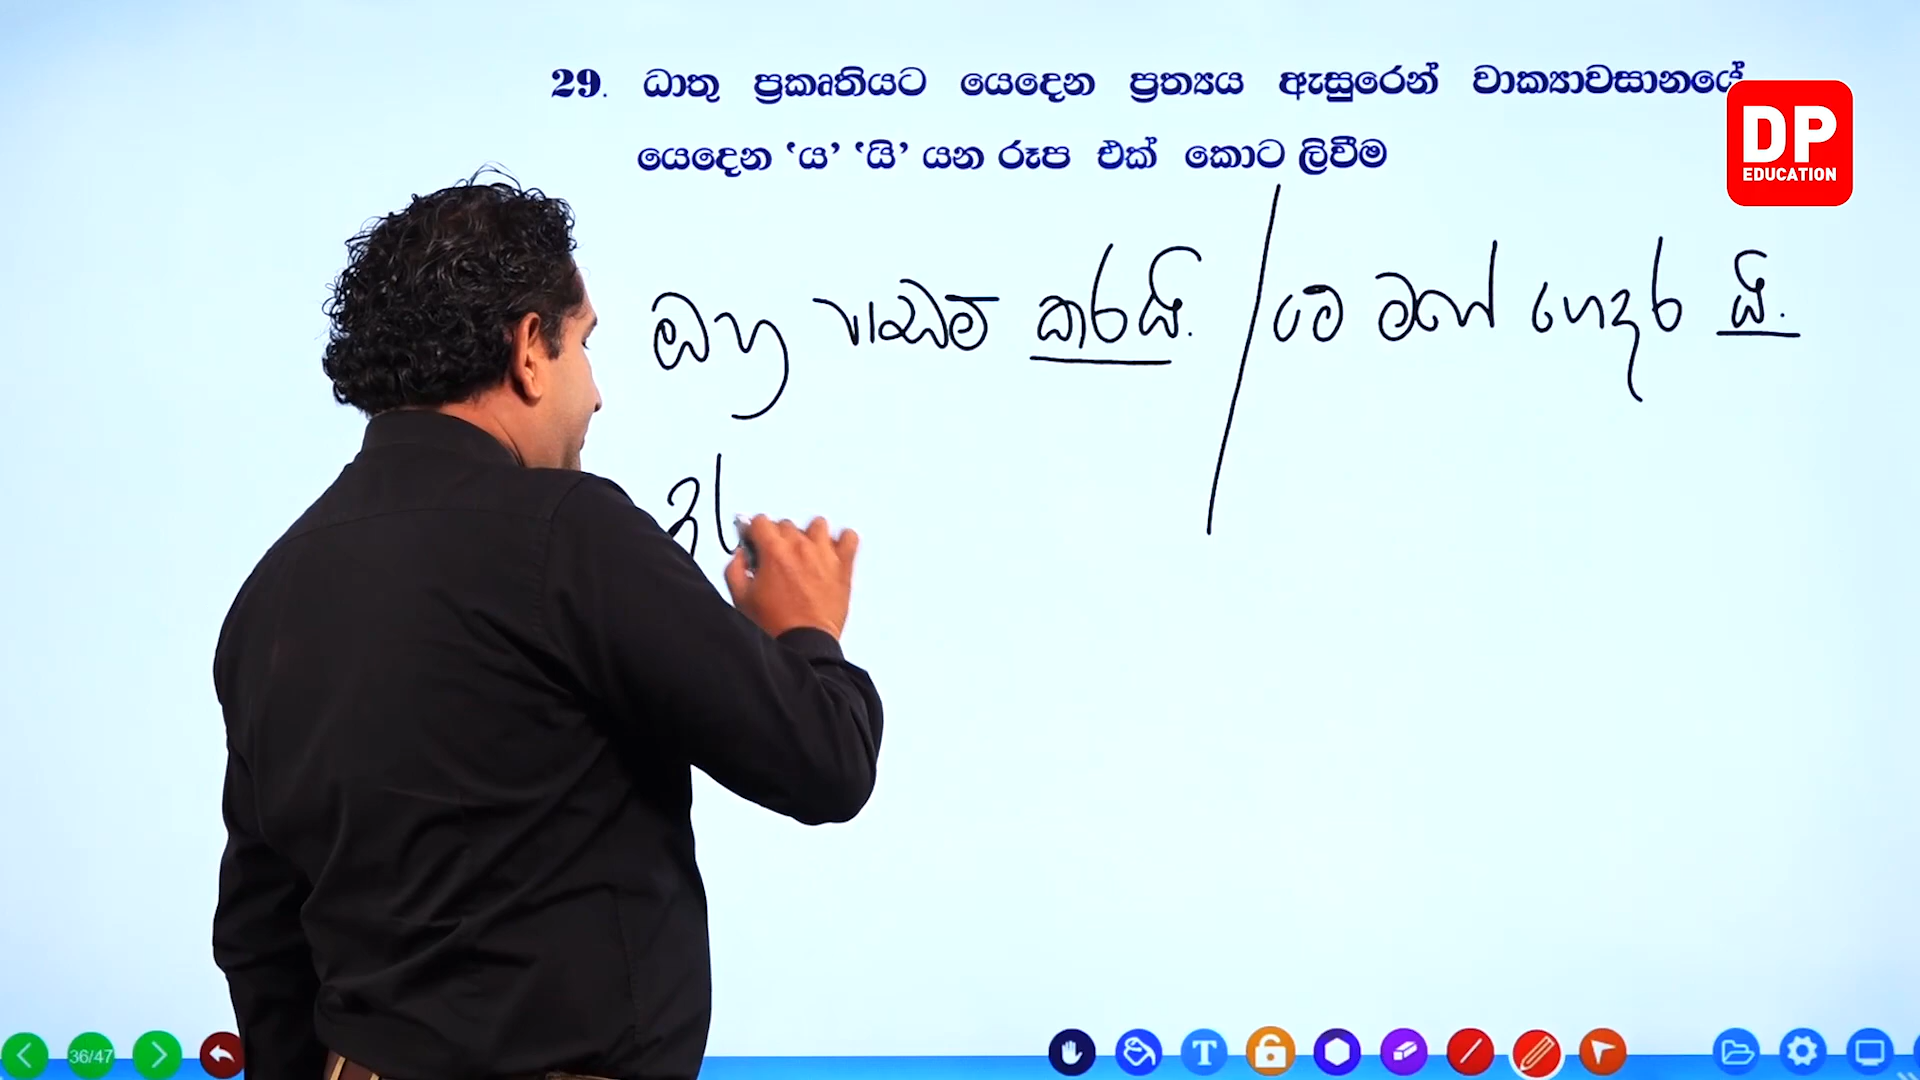 29. ධාතු ප්‍රකෘතියට යෙදෙන ප්‍රත්‍යය ඇසුරෙන් වාක්‍යාවසානයේ
යෙදෙන ‘ය’ ‘යි’ යන රූප එක් කොට ලිවීම
DP
EDUCATION
ඔහු පාඩම් කරයි. / මේ මගේ ගෙදර යි.
36/47
T